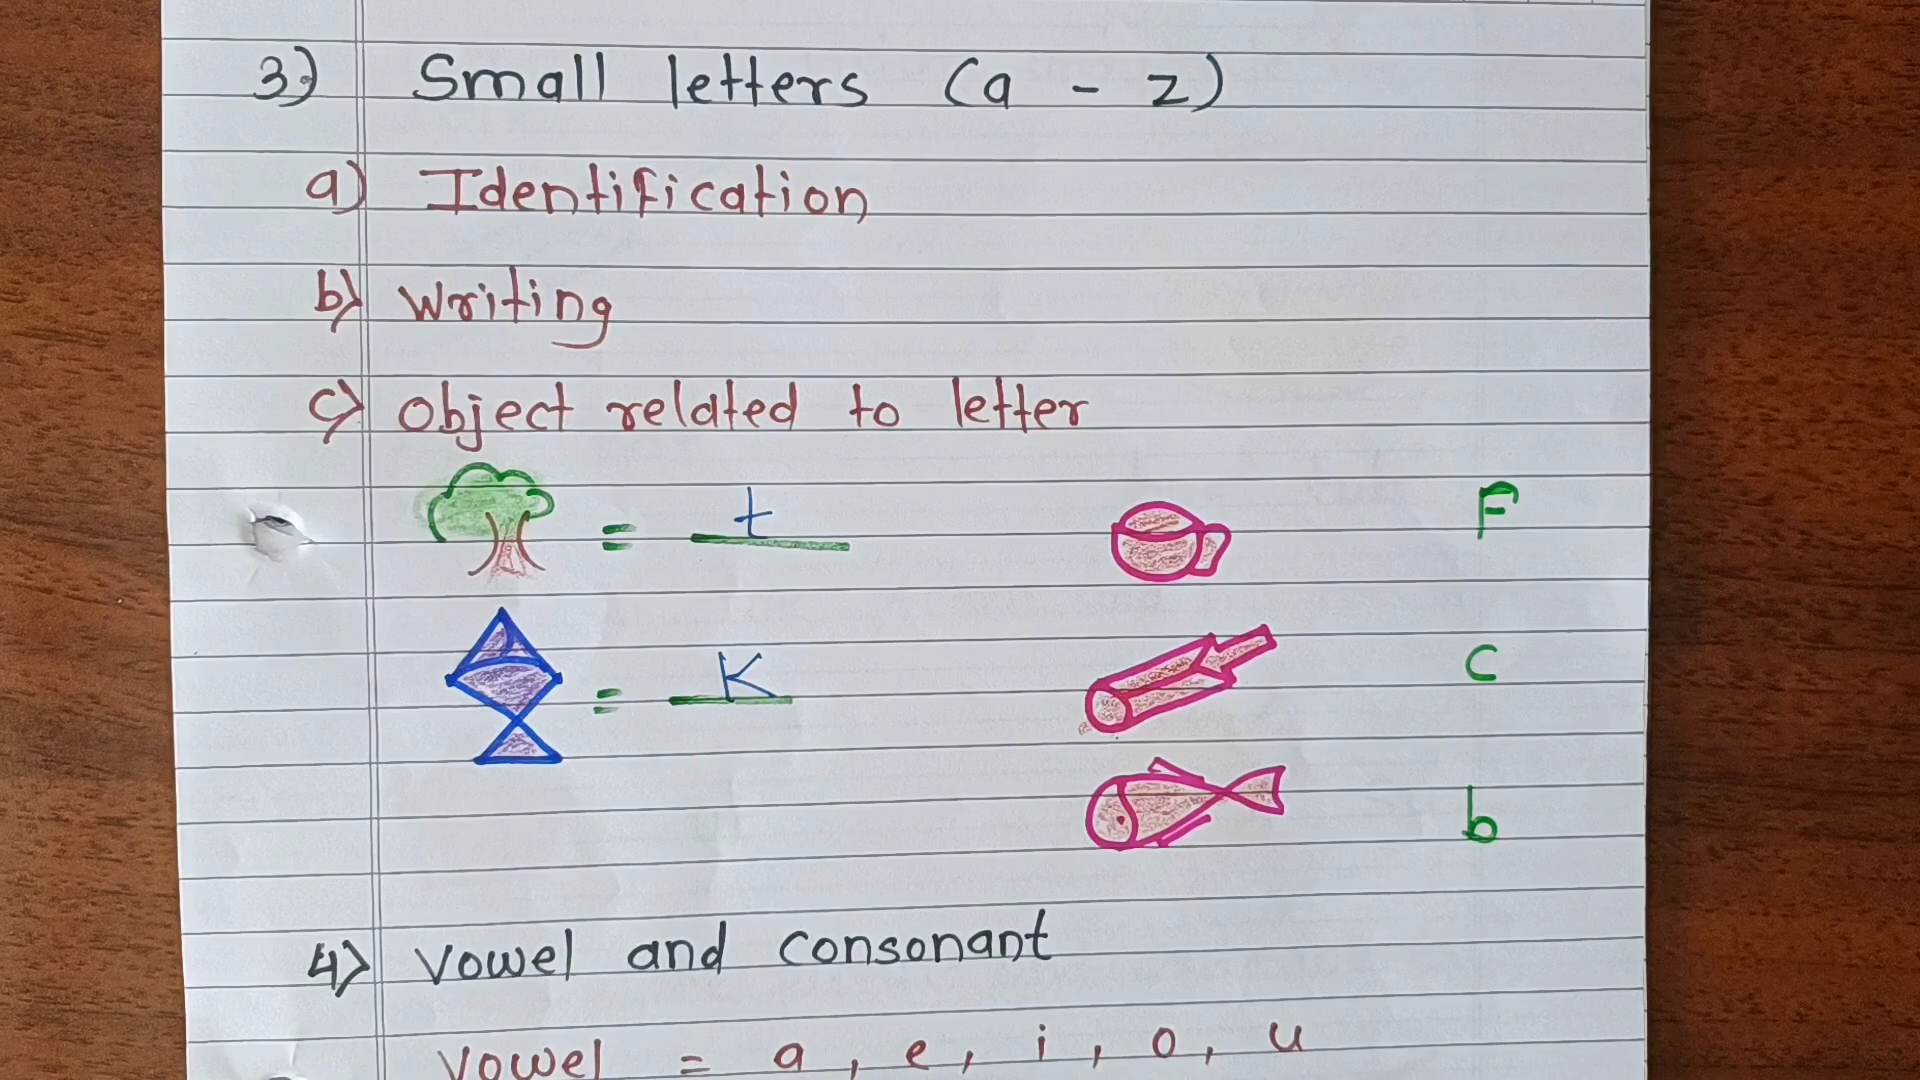 3) Small letters (a - z)
a) Identification
b) Writing
c) object related to letter
= t F
= K c
b
4) Vowel and consonant
Vowel = a, e, i, o, u